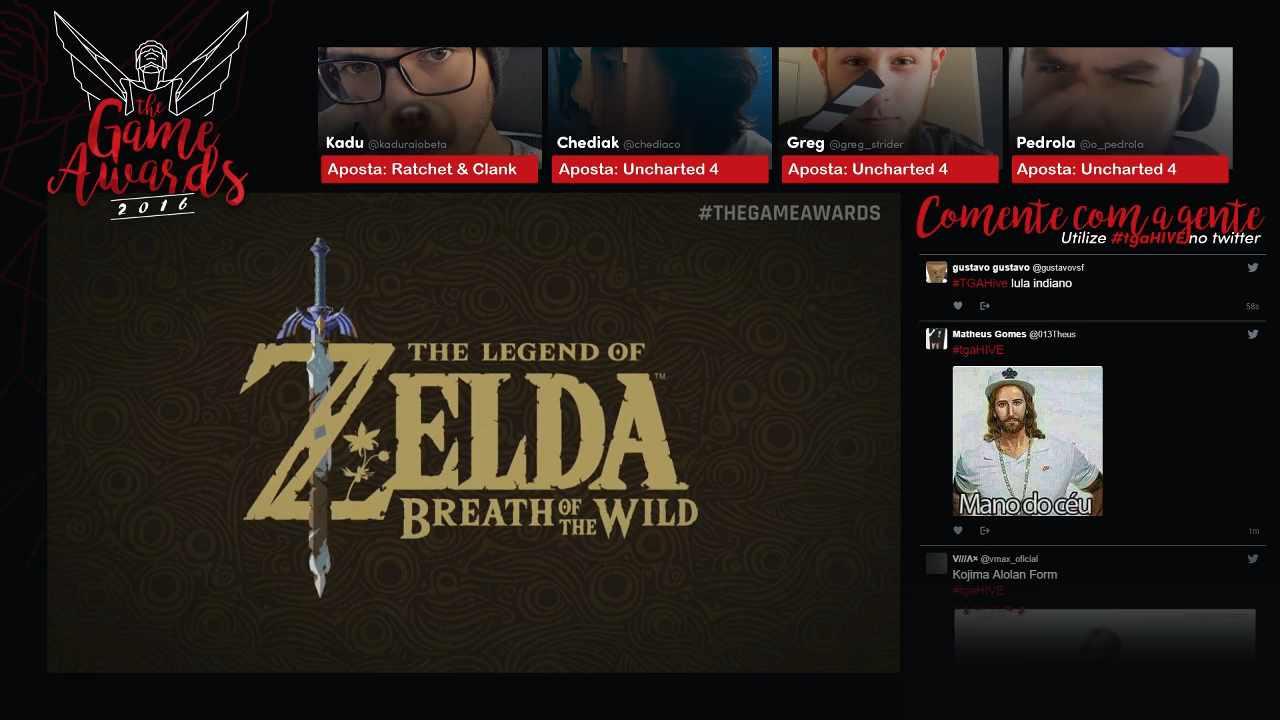 the
Game
Awards
2016
Kadu @kaduraiobeta
Aposta: Ratchet & Clank
Chediak @chediaco
Aposta: Uncharted 4
Greg @greg_strider
Aposta: Uncharted 4
Pedrola @o_pedrola
Aposta: Uncharted 4
#THEGAMEAWARDS
THE LEGEND OF
ZELDA™
BREATH OF THE WILD
Comente com a gente
Utilize #tgaHIVE no twitter
gustavo gustavo @gustavovsf
#TGAHive lula indiano
58s
Matheus Gomes @013Theus
#tgaHIVE
Mano do céu
1m
V///Λ× @vmax_oficial
Kojima Alolan Form
#tgaHIVE